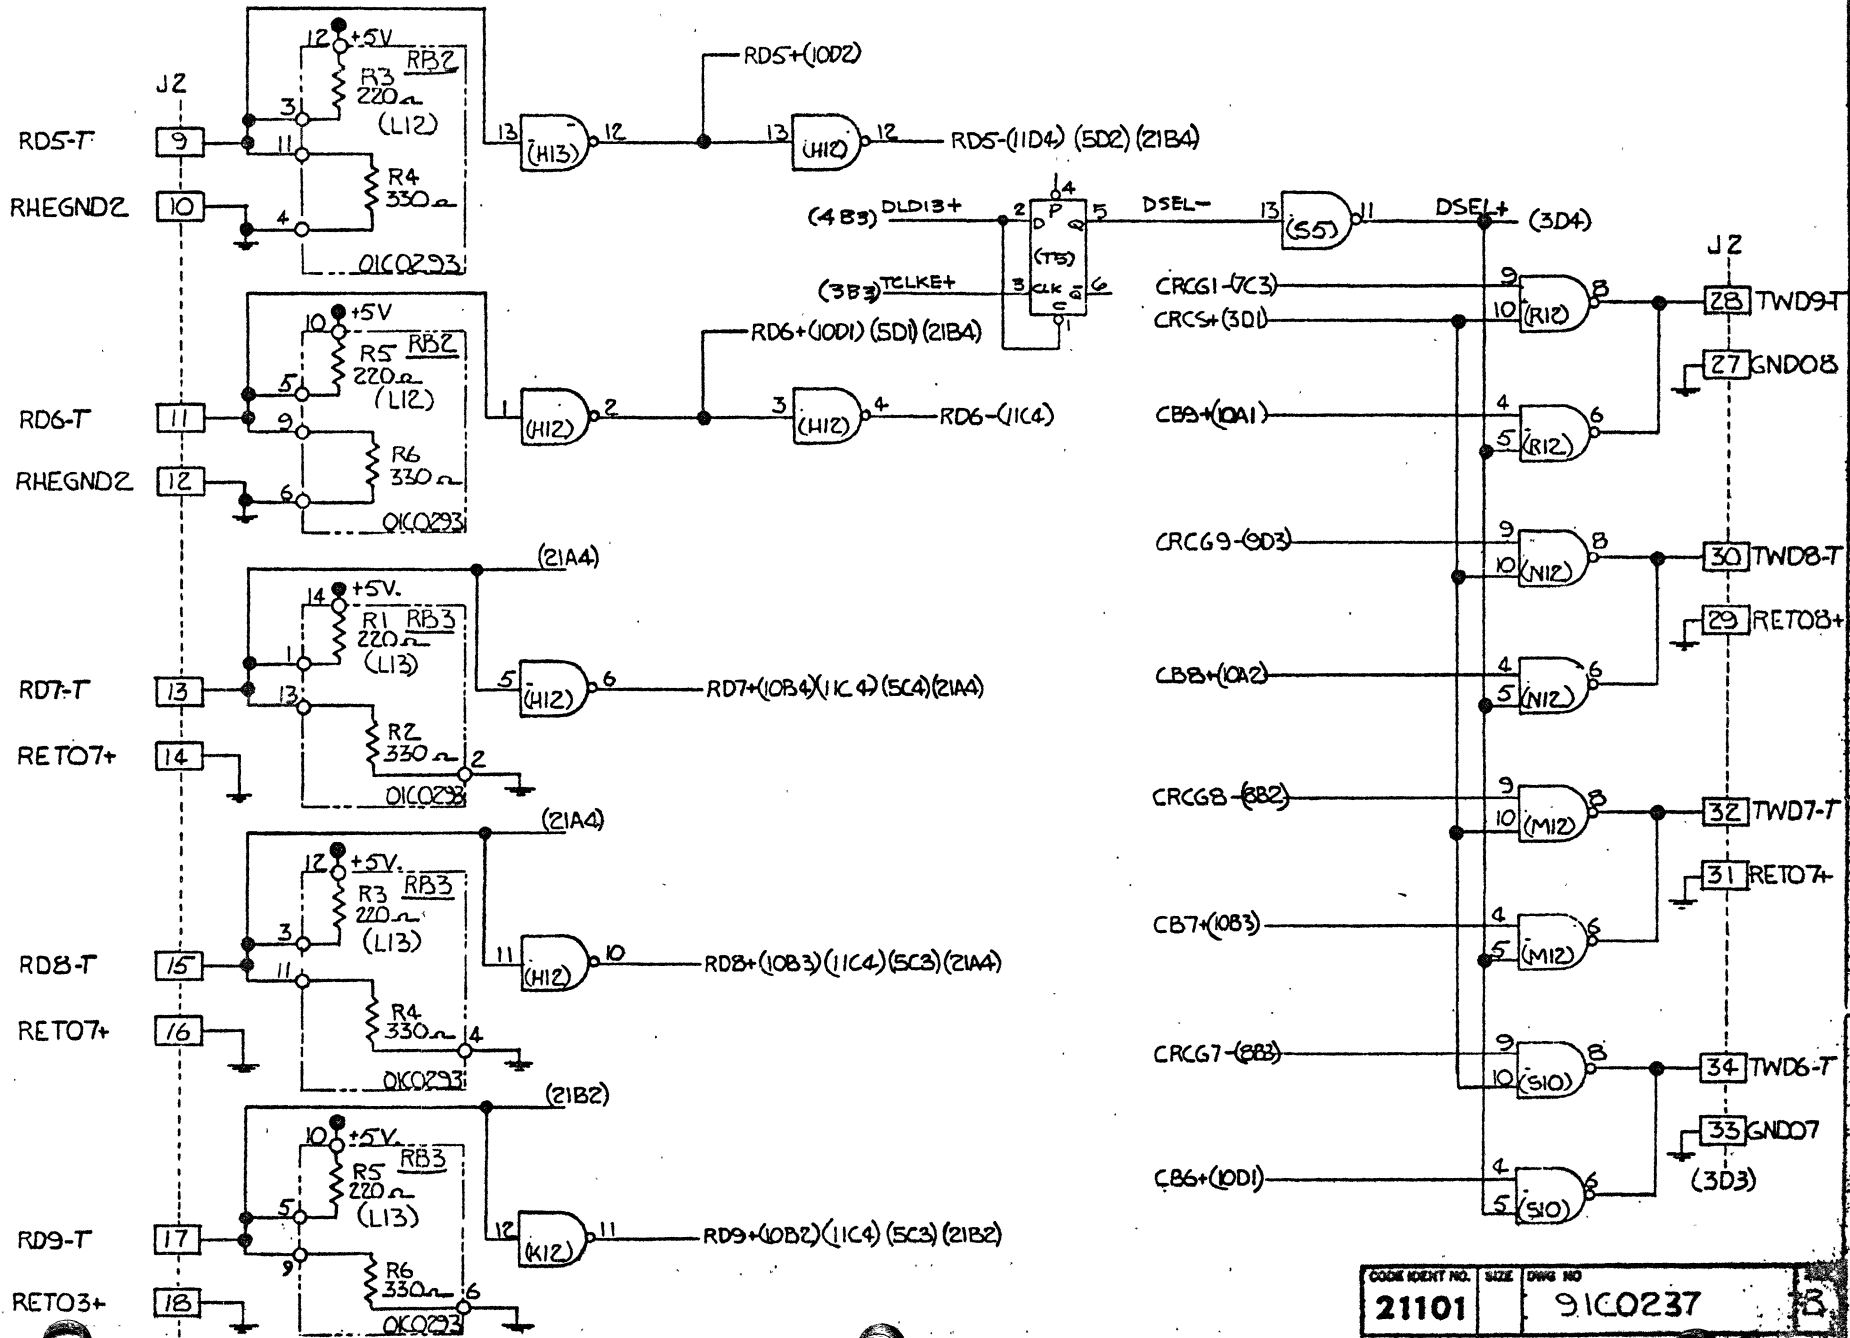 J2
RD5-T 9
RHEGND2 10
12 +5V
RB2
R3
220Ω
(L12)
3
11
R4
330Ω
4
01C0293
13 (H13) 12
RD5+(10D2)
13 (H12) 12
RD5-(11D4) (5D2) (21B4)
RD6-T 11
RHEGND2 12
10 +5V
RB2
R5
220Ω
(L12)
5
9
R6
330Ω
6
01C0293
1 (H12) 2
RD6+(10D1) (5D1) (21B4)
3 (H12) 4
RD6-(11C4)
RD7-T 13
RETO7+ 14
(21A4)
14 +5V.
R1 RB3
220Ω
(L13)
1
13
R2
330Ω
2
01C0293
5 (H12) 6
RD7+(10B4)(11C4)(5C4)(21A4)
RD8-T 15
RETO7+ 16
(21A4)
12 +5V.
R3 RB3
220Ω
(L13)
3
11
R4
330Ω
4
01C0293
11 (H12) 10
RD8+(10B3)(11C4)(5C3)(21A4)
RD9-T 17
RETO3+ 18
(21B2)
10 +5V.
R5 RB3
220Ω
(L13)
5
9
R6
330Ω
6
01C0293
12 (K12) 11
RD9+(10B2)(11C4)(5C3)(21B2)
(4B3) DLD13+
(3B3) TCLKE+
4
P
2 D Q 5
(T5)
3 CLK Q 6
C
1
DSEL-
13 (S5) 11
DSEL+ (3D4)
J2
CRCG1-(7C3)
CRCS+(3D1)
9
10 (R12) 8
28 TWD9-T
27 GND08
CB9+(10A1)
4
5 (R12) 6
CRCG9-(9D3)
9
10 (N12) 8
30 TWD8-T
29 RETO8+
CB8+(10A2)
4
5 (N12) 6
CRCG8-(8B2)
9
10 (M12) 8
32 TWD7-T
31 RETO7+
CB7+(10B3)
4
5 (M12) 6
CRCG7-(8B3)
9
10 (S10) 8
34 TWD6-T
33 GND07
(3D3)
CB6+(10D1)
4
5 (S10) 6
CODE IDENT NO. SIZE DWG NO
21101 91C0237 B